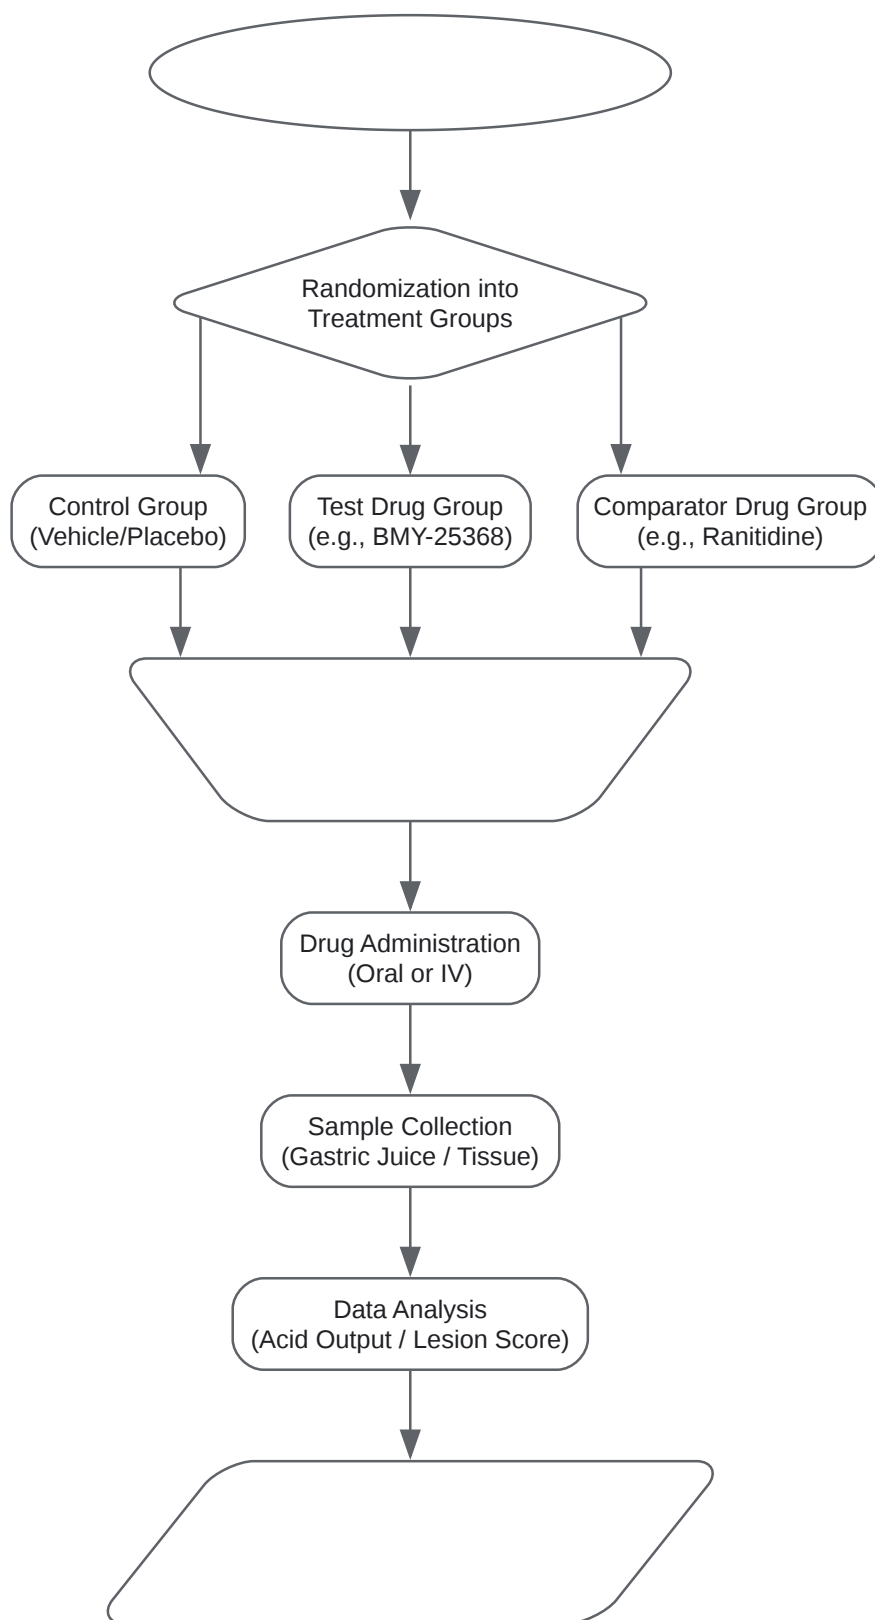 Randomization into
Treatment Groups
Control Group
(Vehicle/Placebo)
Test Drug Group
(e.g., BMY-25368)
Comparator Drug Group
(e.g., Ranitidine)
Drug Administration
(Oral or IV)
Sample Collection
(Gastric Juice / Tissue)
Data Analysis
(Acid Output / Lesion Score)